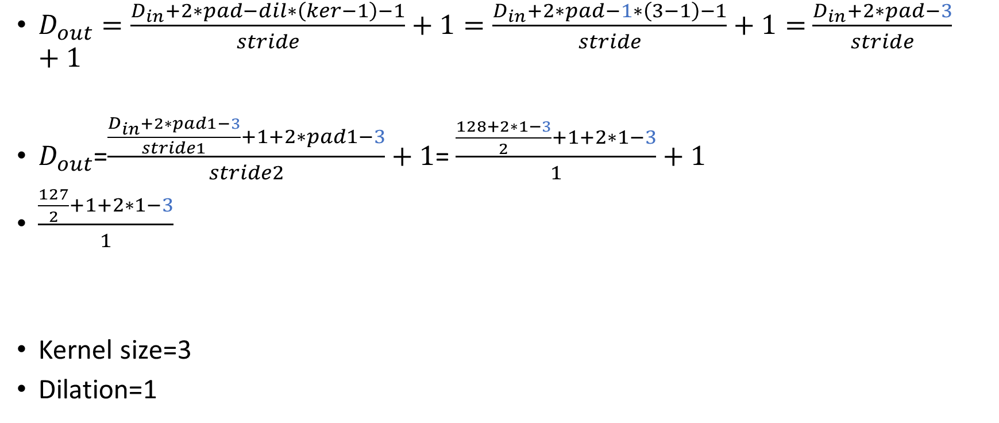 • D_out = (D_in+2∗pad−dil∗(ker−1)−1)/stride + 1 = (D_in+2∗pad−1∗(3−1)−1)/stride + 1 = (D_in+2∗pad−3)/stride
+ 1
• D_out=((D_in+2∗pad1−3)/stride1+1+2∗pad1−3)/stride2 + 1= ((128+2∗1−3)/2+1+2∗1−3)/1 + 1
• (127/2+1+2∗1−3)/1
• Kernel size=3
• Dilation=1